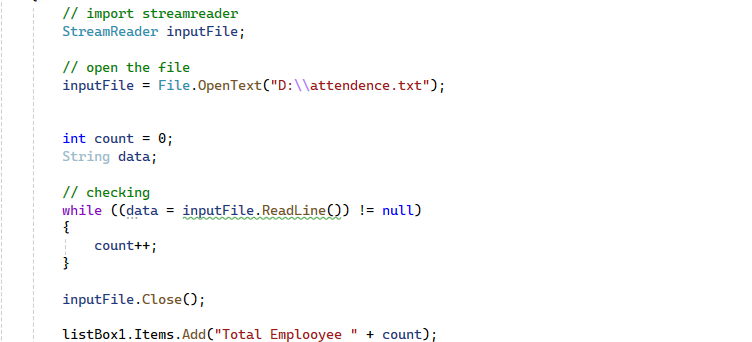 // import streamreader
StreamReader inputFile;
// open the file
inputFile = File.OpenText("D:\\attendence.txt");
int count = 0;
String data;
// checking
while ((data = inputFile.ReadLine()) != null)
{
count++;
}
inputFile.Close();
listBox1.Items.Add("Total Emplooyee " + count);